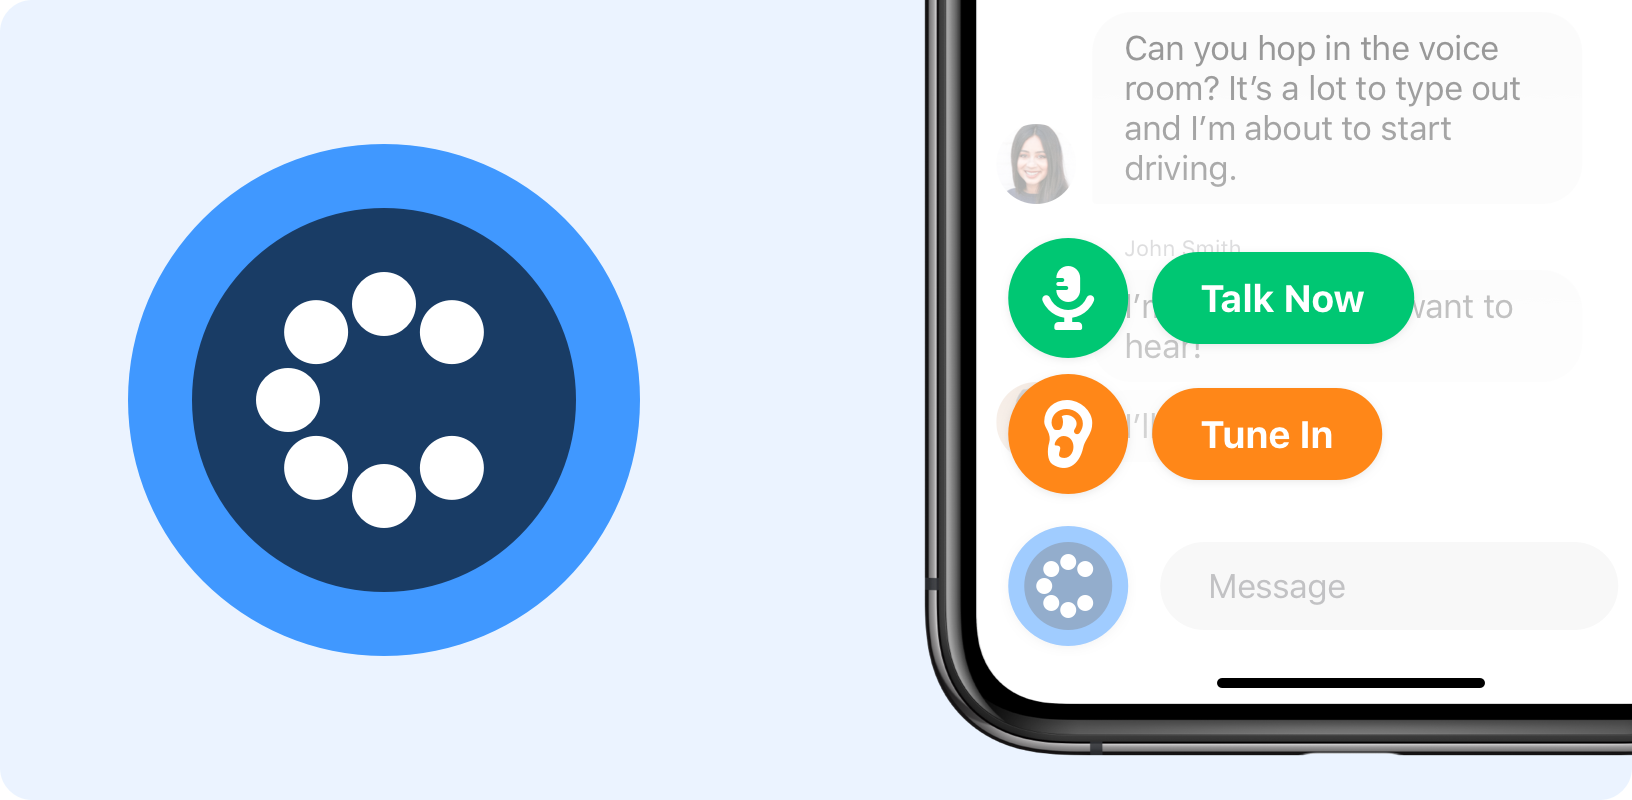 Can you hop in the voice
room? It’s a lot to type out
and I’m about to start
driving.
John Smith
Talk Now
want to
hear!
Tune In
I’ll
Message